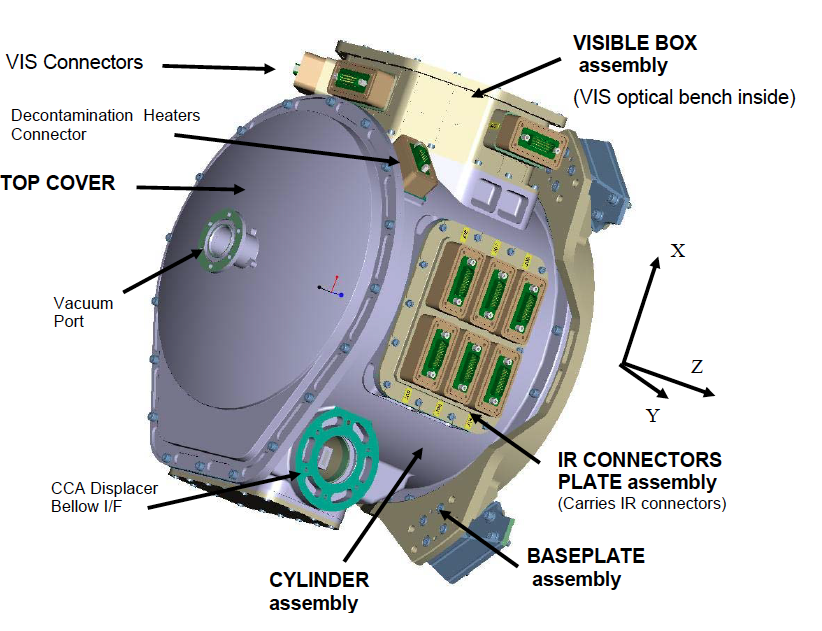 VISIBLE BOX
assembly
(VIS optical bench inside)
VIS Connectors
Decontamination Heaters
Connector
TOP COVER
Vacuum
Port
X
Z
Y
IR CONNECTORS
PLATE assembly
(Carries IR connectors)
CCA Displacer
Bellow I/F
BASEPLATE
assembly
CYLINDER
assembly